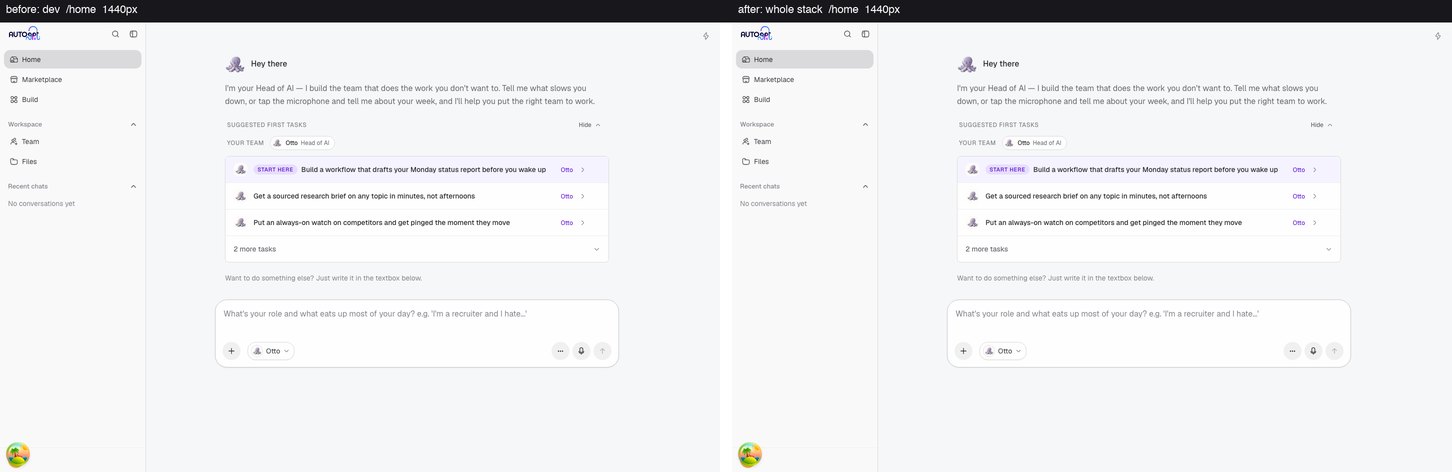 before: dev /home 1440px
AUTOGPT
Home
Marketplace
Build
Workspace
Team
Files
Recent chats
No conversations yet
Hey there
I'm your Head of AI — I build the team that does the work you don't want to. Tell me what slows you
down, or tap the microphone and tell me about your week, and I'll help you put the right team to work.
SUGGESTED FIRST TASKS Hide
YOUR TEAM Otto Head of AI
START HERE Build a workflow that drafts your Monday status report before you wake up Otto
Get a sourced research brief on any topic in minutes, not afternoons Otto
Put an always-on watch on competitors and get pinged the moment they move Otto
2 more tasks
Want to do something else? Just write it in the textbox below.
What's your role and what eats up most of your day? e.g. 'I'm a recruiter and I hate...'
Otto
after: whole stack /home 1440px
AUTOGPT
Home
Marketplace
Build
Workspace
Team
Files
Recent chats
No conversations yet
Hey there
I'm your Head of AI — I build the team that does the work you don't want to. Tell me what slows you
down, or tap the microphone and tell me about your week, and I'll help you put the right team to work.
SUGGESTED FIRST TASKS Hide
YOUR TEAM Otto Head of AI
START HERE Build a workflow that drafts your Monday status report before you wake up Otto
Get a sourced research brief on any topic in minutes, not afternoons Otto
Put an always-on watch on competitors and get pinged the moment they move Otto
2 more tasks
Want to do something else? Just write it in the textbox below.
What's your role and what eats up most of your day? e.g. 'I'm a recruiter and I hate...'
Otto